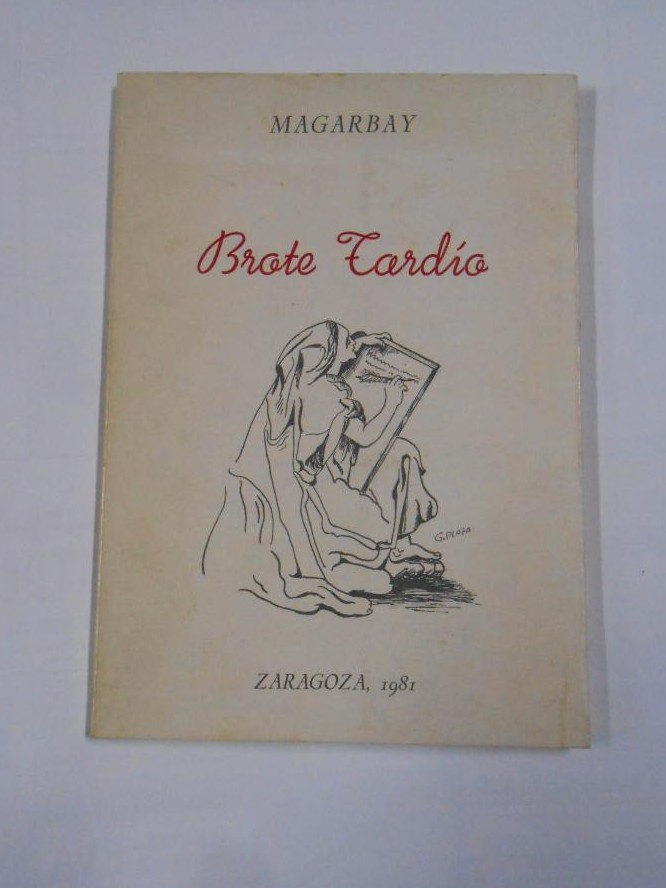 MAGARBAY
Brote Tardío
G. PLAZA
ZARAGOZA, 1981